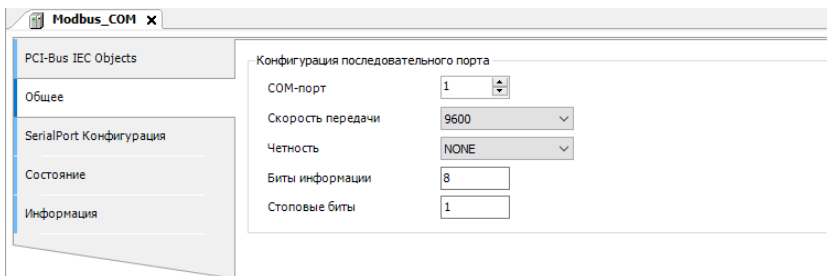 Modbus_COM x
PCI-Bus IEC Objects
Общее
SerialPort Конфигурация
Состояние
Информация
Конфигурация последовательного порта
COM-порт 1
Скорость передачи 9600
Четность NONE
Биты информации 8
Стоповые биты 1